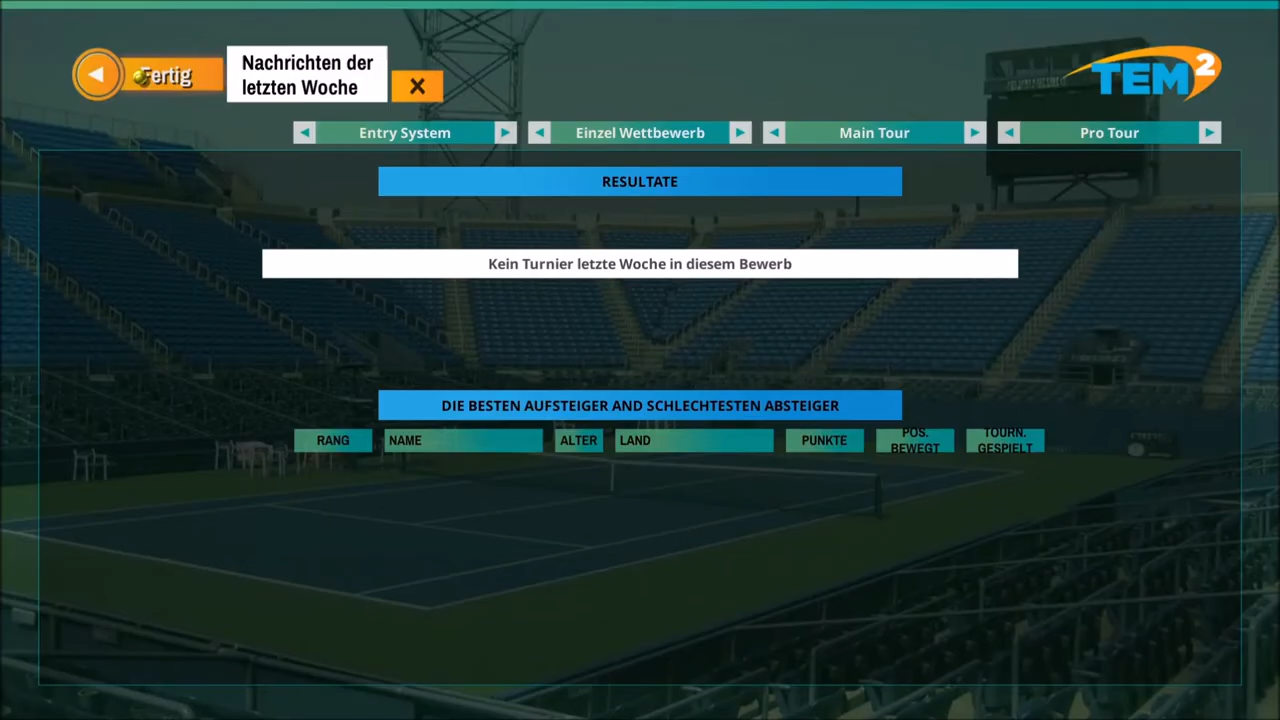 Fertig
Nachrichten der
letzten Woche
TEM2
Entry System
Einzel Wettbewerb
Main Tour
Pro Tour
RESULTATE
Kein Turnier letzte Woche in diesem Bewerb
DIE BESTEN AUFSTEIGER AND SCHLECHTESTEN ABSTEIGER
RANG
NAME
ALTER
LAND
PUNKTE
POS.
BEWEGT
TOURN.
GESPIELT